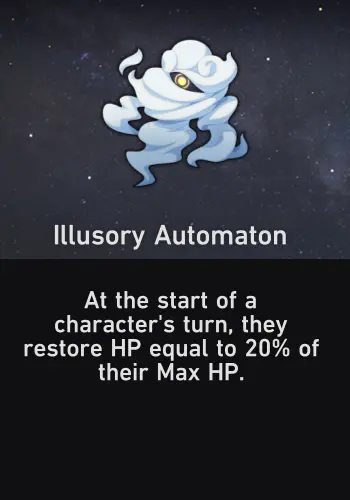 Illusory Automaton
At the start of a
character's turn, they
restore HP equal to 20% of
their Max HP.